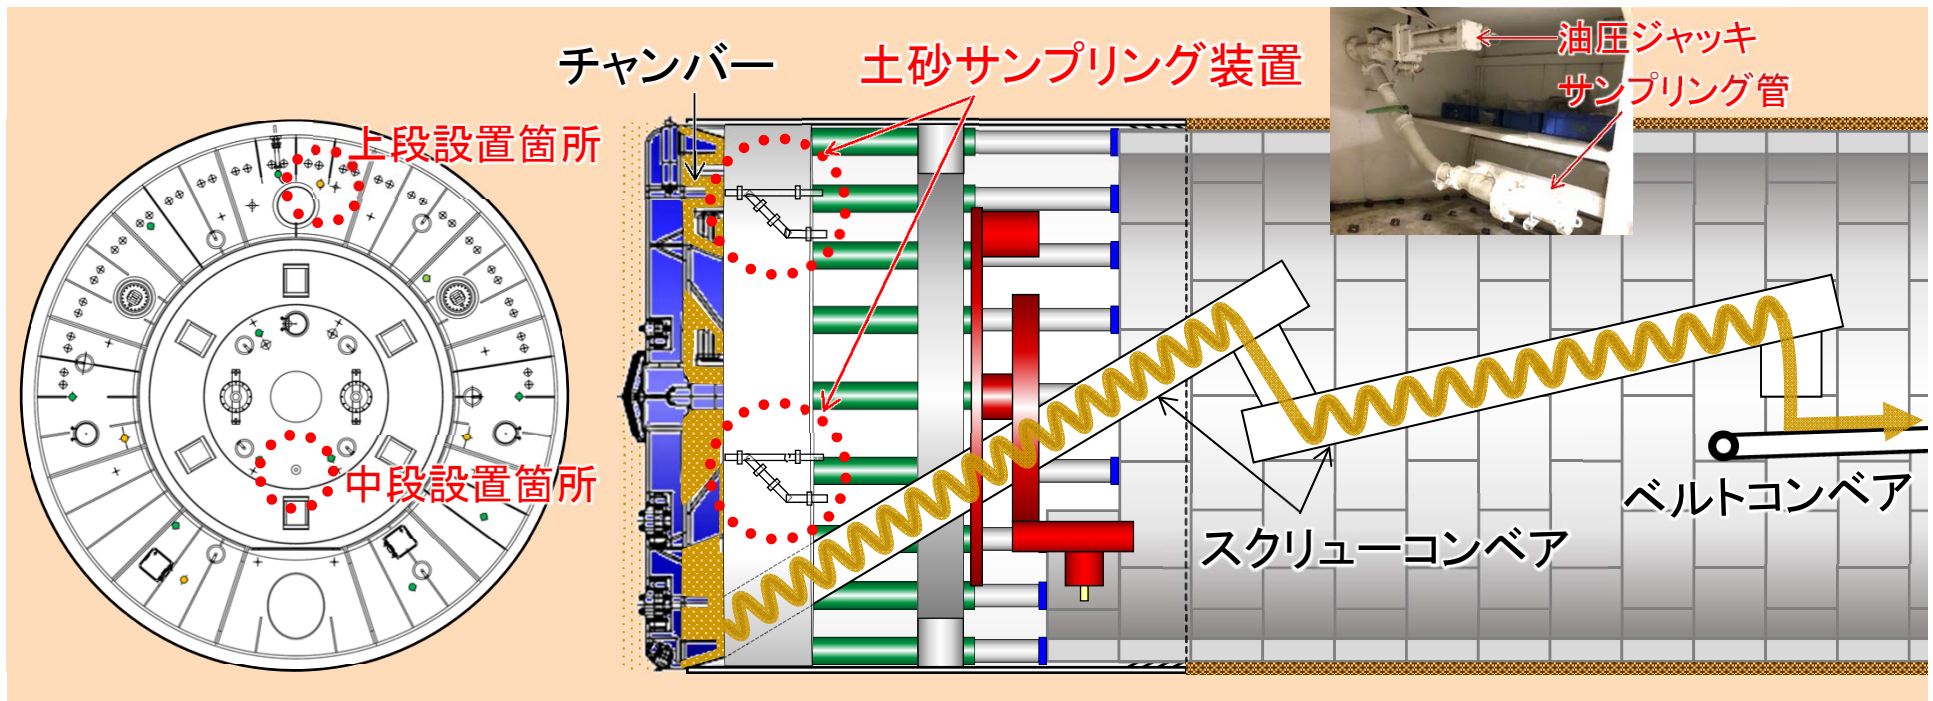 チャンバー
土砂サンプリング装置
油圧ジャッキ
サンプリング管
上段設置箇所
中段設置箇所
スクリューコンベア
ベルトコンベア